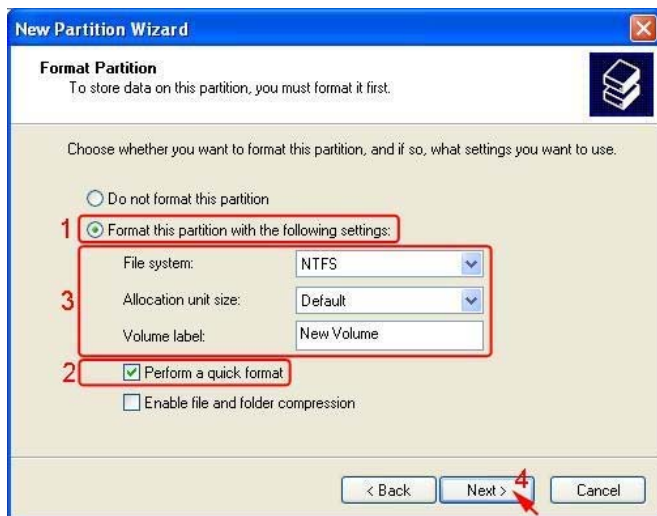 New Partition Wizard
Format Partition
To store data on this partition, you must format it first.
Choose whether you want to format this partition, and if so, what settings you want to use.
Do not format this partition
1 Format this partition with the following settings:
File system: NTFS
3 Allocation unit size: Default
Volume label: New Volume
2 Perform a quick format
Enable file and folder compression
< Back Next > 4 Cancel